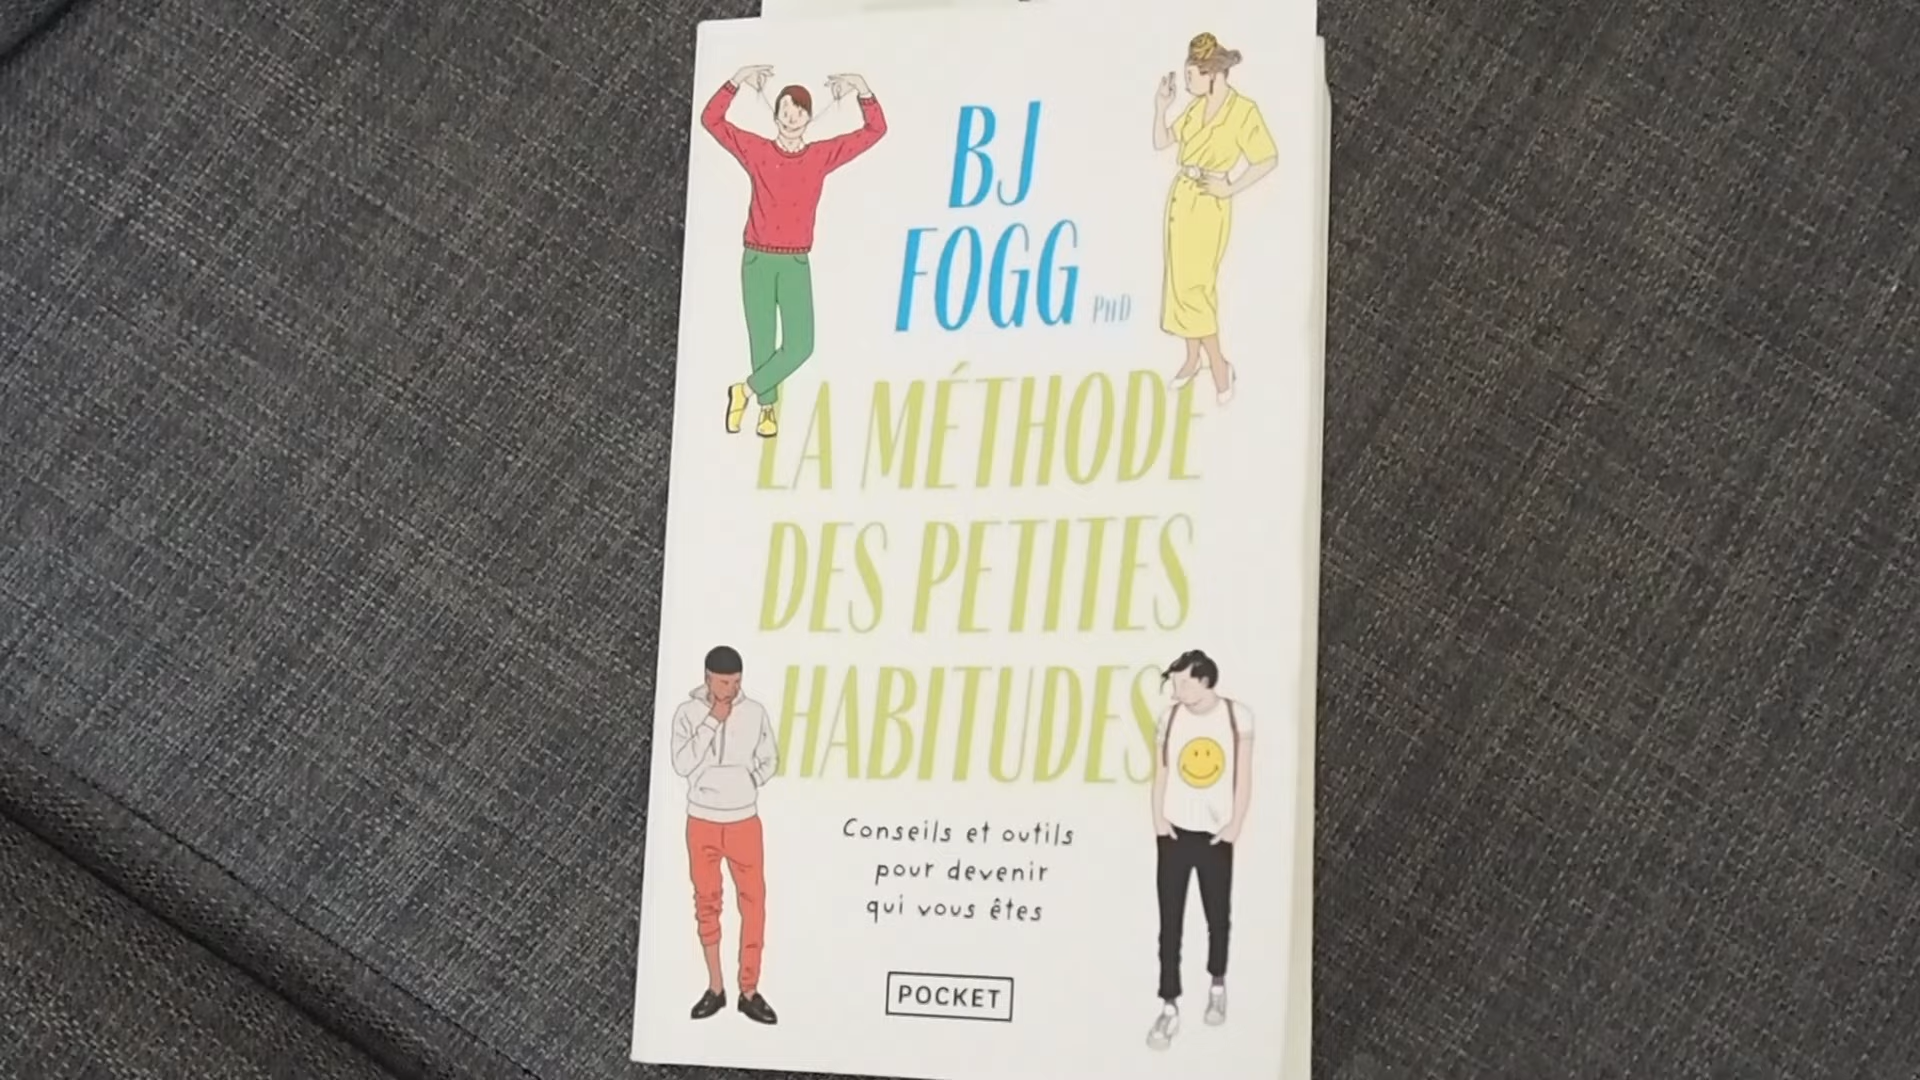 BJ
FOGG PHD
LA MÉTHODE
DES PETITES
HABITUDES
Conseils et outils
pour devenir
qui vous êtes
POCKET